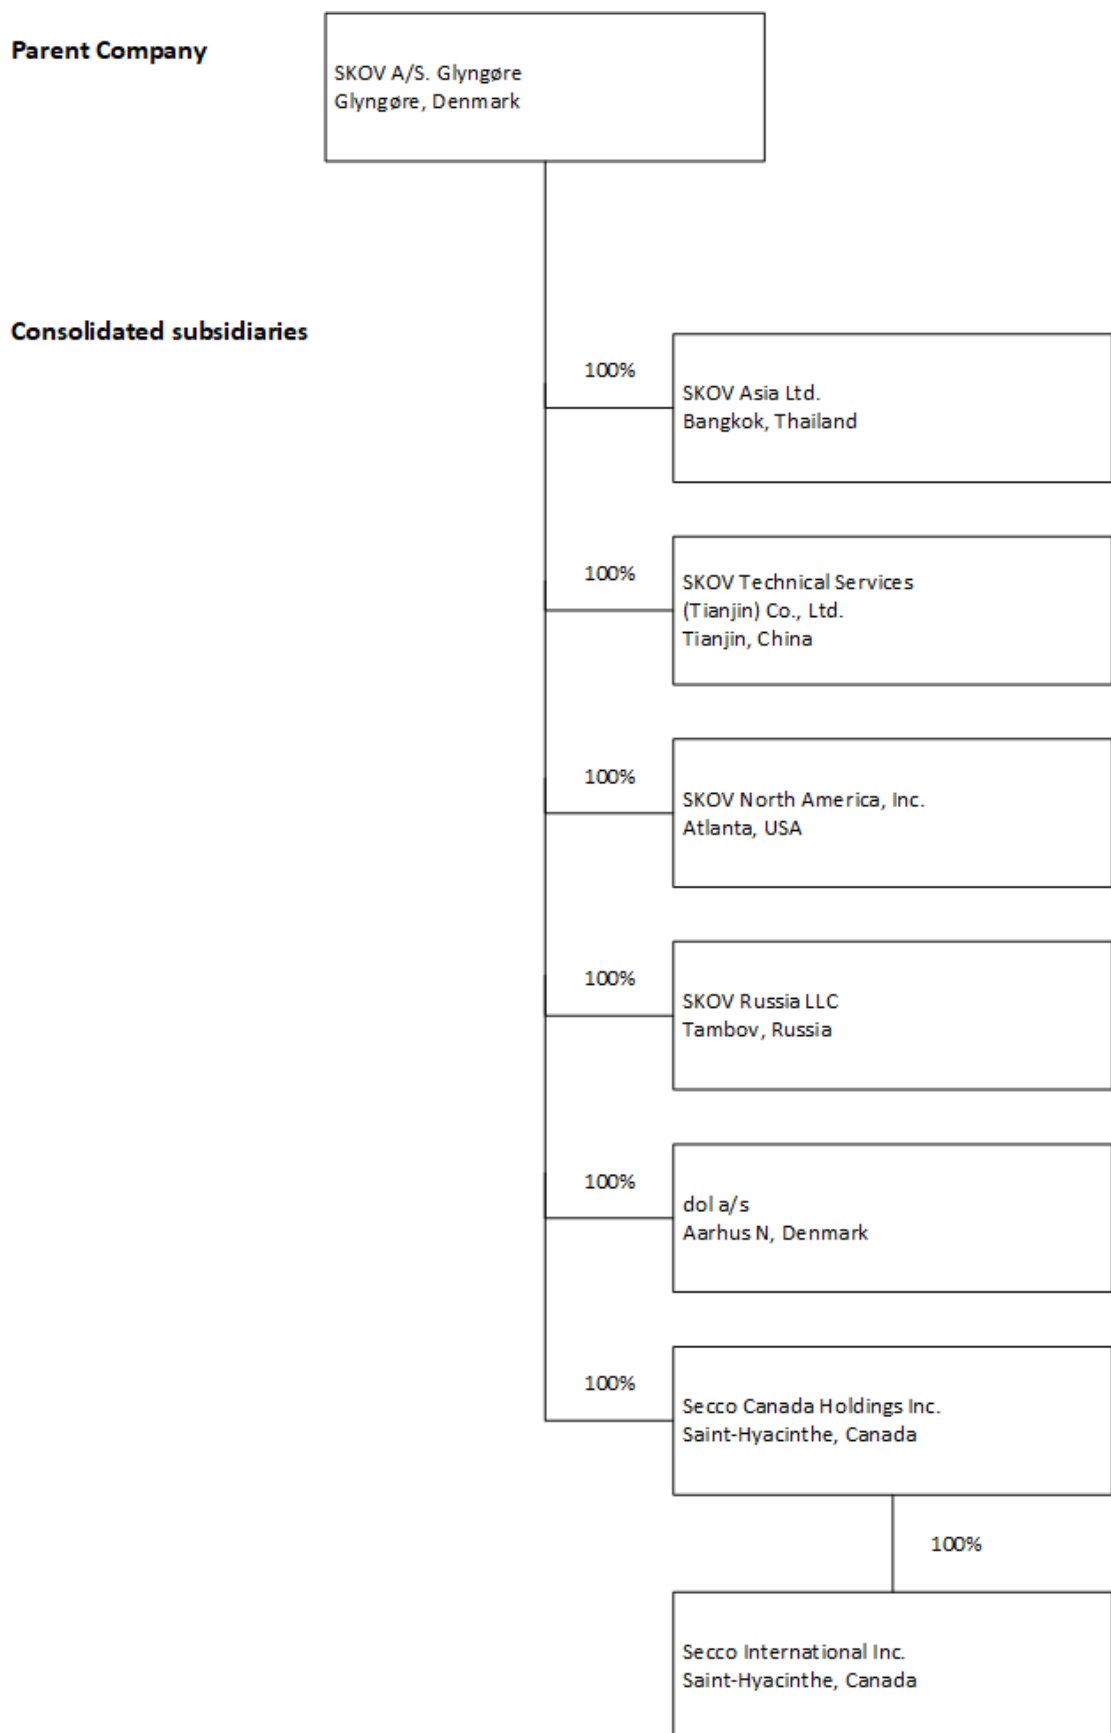 Parent Company
SKOV A/S. Glyngøre
Glyngøre, Denmark
Consolidated subsidiaries
100%
SKOV Asia Ltd.
Bangkok, Thailand
100%
SKOV Technical Services
(Tianjin) Co., Ltd.
Tianjin, China
100%
SKOV North America, Inc.
Atlanta, USA
100%
SKOV Russia LLC
Tambov, Russia
100%
dol a/s
Aarhus N, Denmark
100%
Secco Canada Holdings Inc.
Saint-Hyacinthe, Canada
100%
Secco International Inc.
Saint-Hyacinthe, Canada